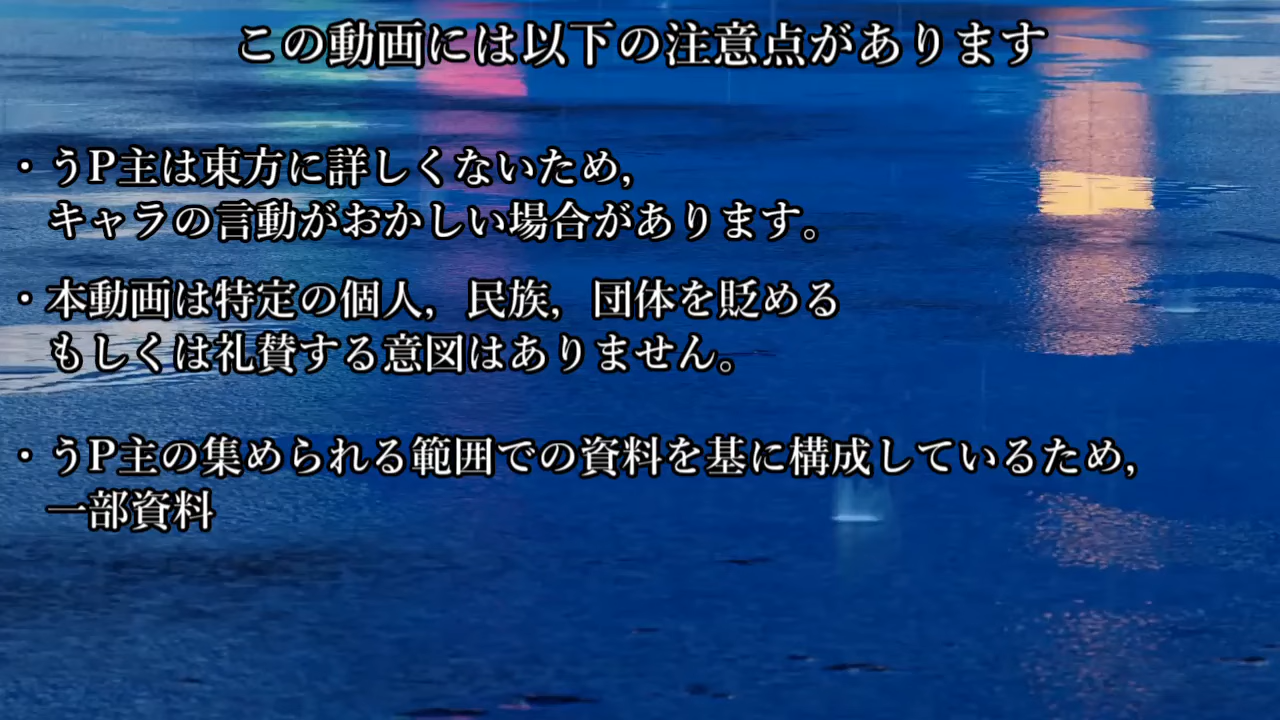 この動画には以下の注意点があります
・うP主は東方に詳しくないため，
キャラの言動がおかしい場合があります。
・本動画は特定の個人，民族，団体を貶める
もしくは礼賛する意図はありません。
・うP主の集められる範囲での資料を基に構成しているため，
一部資料